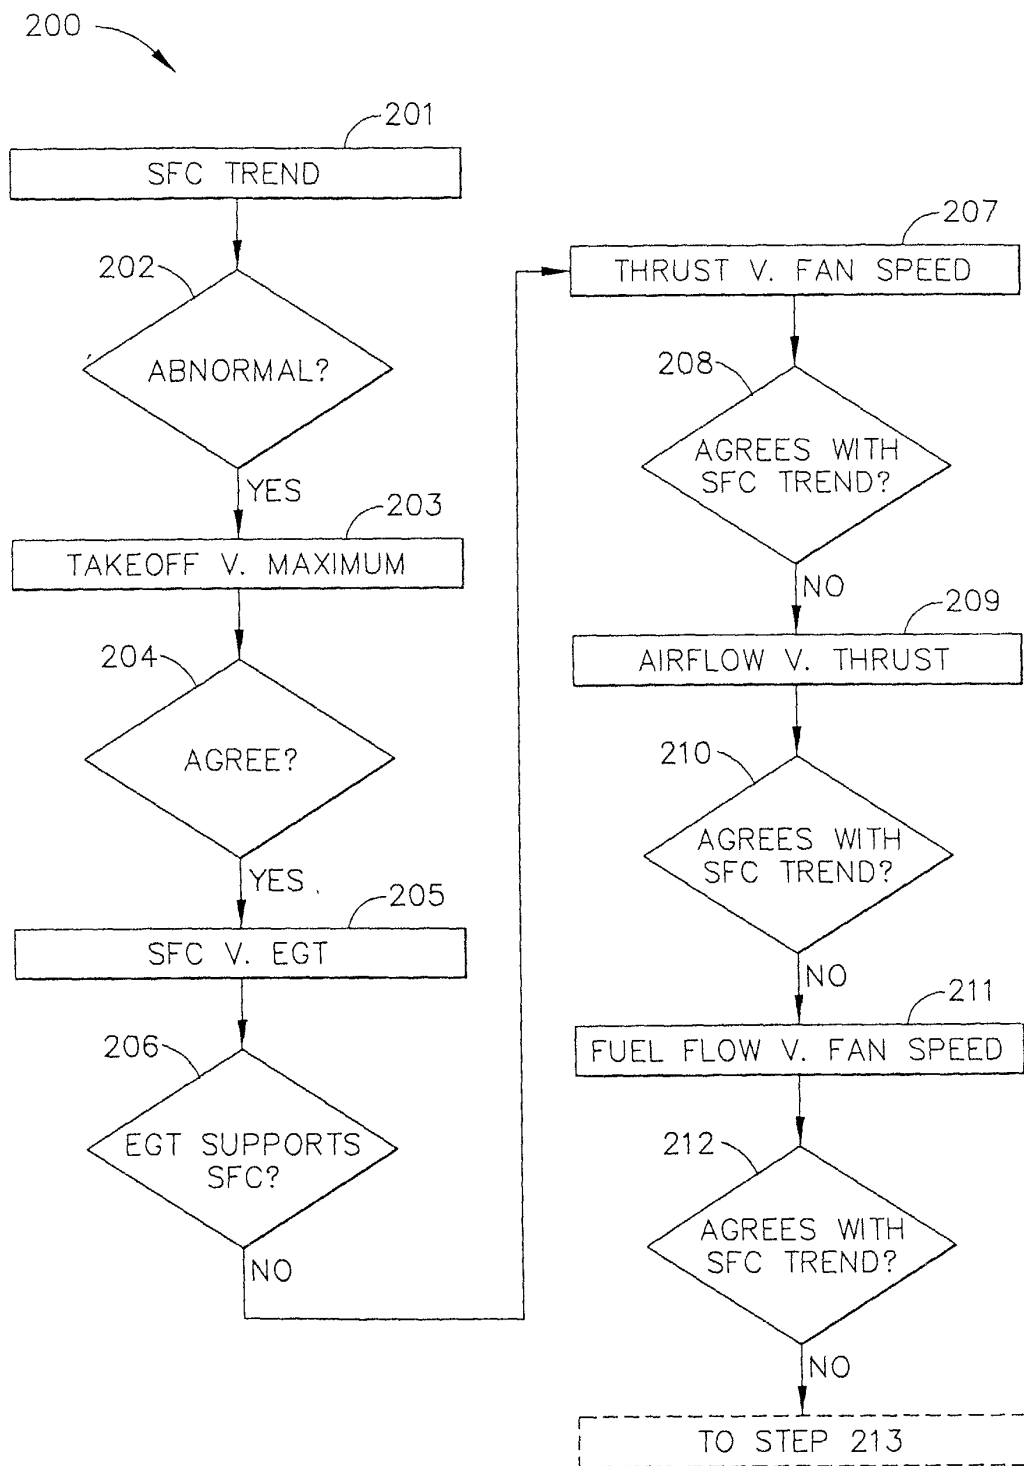 200
201
SFC TREND
202
ABNORMAL?
YES
203
TAKEOFF V. MAXIMUM
204
AGREE?
YES
205
SFC V. EGT
206
EGT SUPPORTS
SFC?
NO
207
THRUST V. FAN SPEED
208
AGREES WITH
SFC TREND?
NO
209
AIRFLOW V. THRUST
210
AGREES WITH
SFC TREND?
NO
211
FUEL FLOW V. FAN SPEED
212
AGREES WITH
SFC TREND?
NO
TO STEP 213